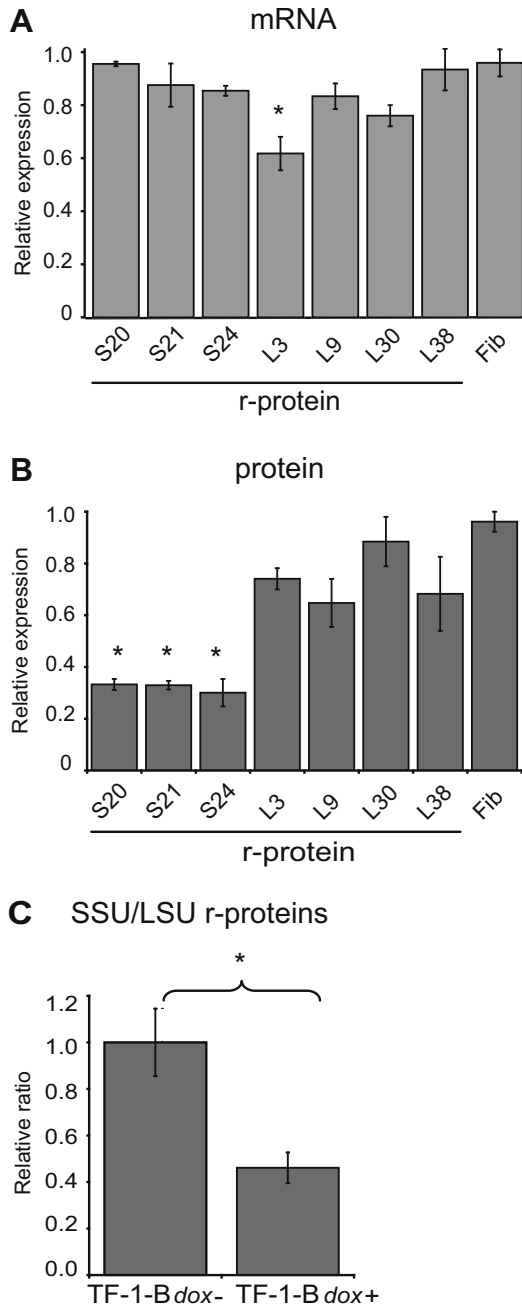 A mRNA
Relative expression
1.0
0.8
0.6
0.4
0.2
0
*
S20 S21 S24 L3 L9 L30 L38 Fib
r-protein
B protein
Relative expression
1.0
0.8
0.6
0.4
0.2
0
* * *
S20 S21 S24 L3 L9 L30 L38 Fib
r-protein
C SSU/LSU r-proteins
*
Relative ratio
1.2
1.0
0.8
0.6
0.4
0.2
0.0
TF-1-B dox- TF-1-B dox+